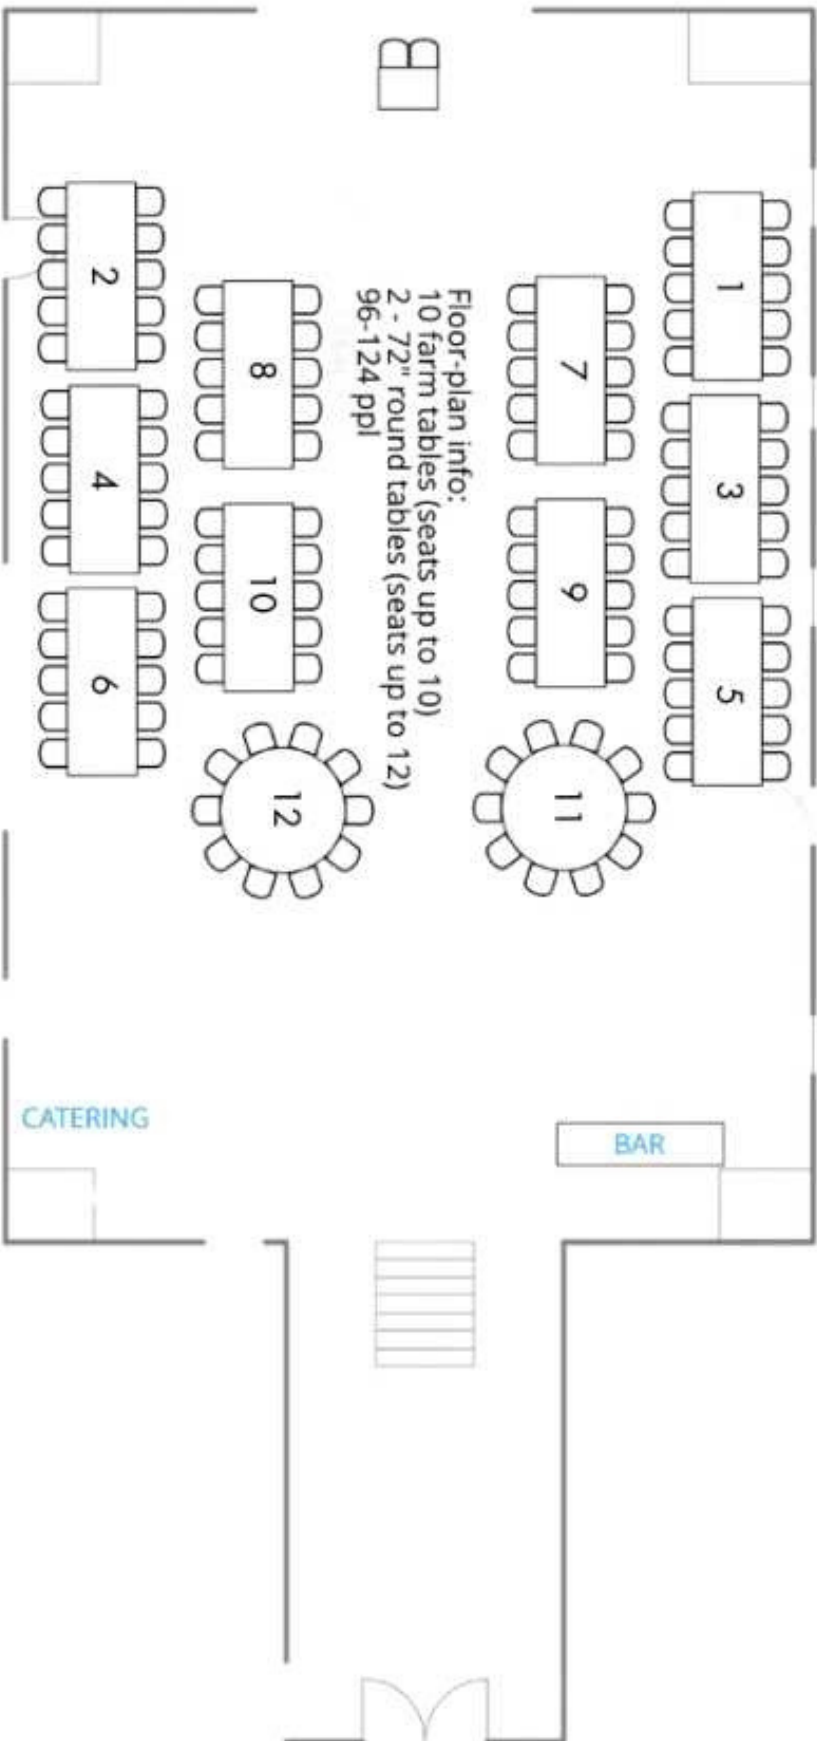 Floor-plan info:
10 farm tables (seats up to 10)
2 - 72" round tables (seats up to 12)
96-124 ppl
1
3
5
7
9
11
8
10
12
2
4
6
BAR
CATERING